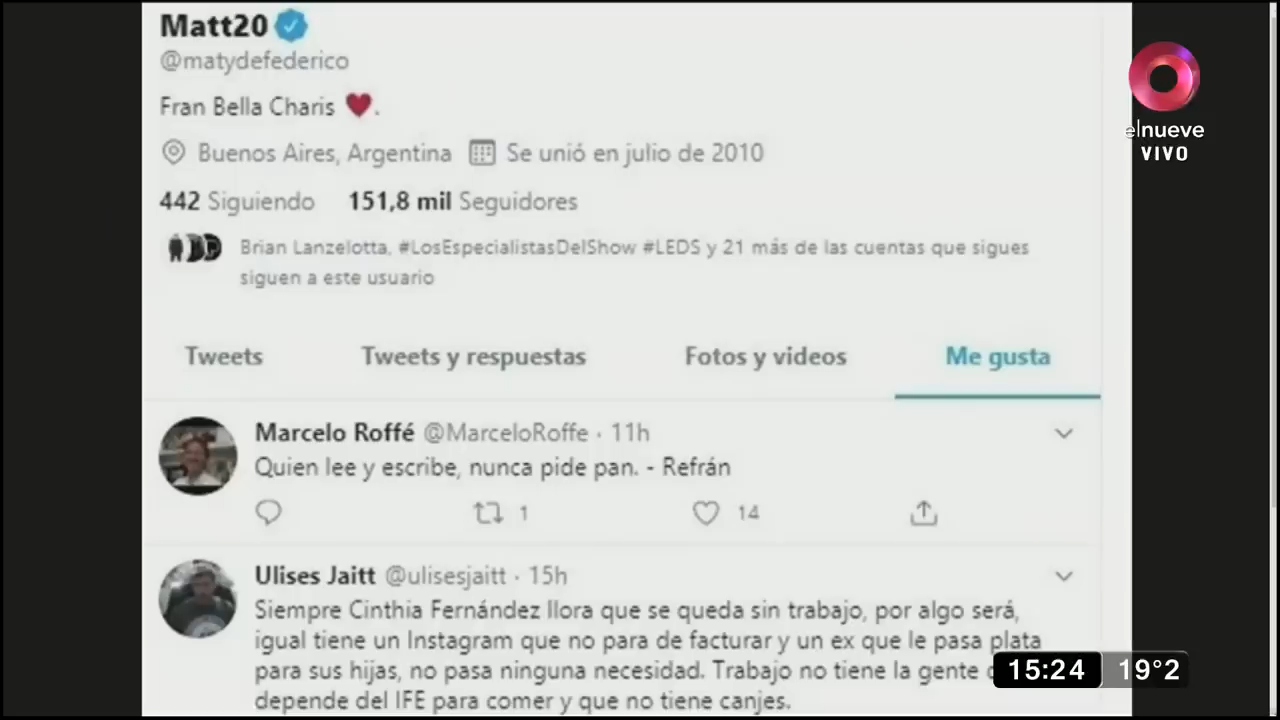 Matt20
@matydefederico
Fran Bella Charis ♥.
Buenos Aires, Argentina Se unió en julio de 2010
442 Siguiendo 151,8 mil Seguidores
Brian Lanzelotta, #LosEspecialistasDelShow #LEDS y 21 más de las cuentas que sigues
siguen a este usuario
Tweets Tweets y respuestas Fotos y videos Me gusta
Marcelo Roffé @MarceloRoffe · 11h
Quien lee y escribe, nunca pide pan. - Refrán
1 14
Ulises Jaitt @ulisesjaitt · 15h
Siempre Cinthia Fernández llora que se queda sin trabajo, por algo será,
igual tiene un Instagram que no para de facturar y un ex que le pasa plata
para sus hijas, no pasa ninguna necesidad. Trabajo no tiene la gente
depende del IFE para comer y que no tiene canjes.
elnueve
VIVO
15:24 19°2